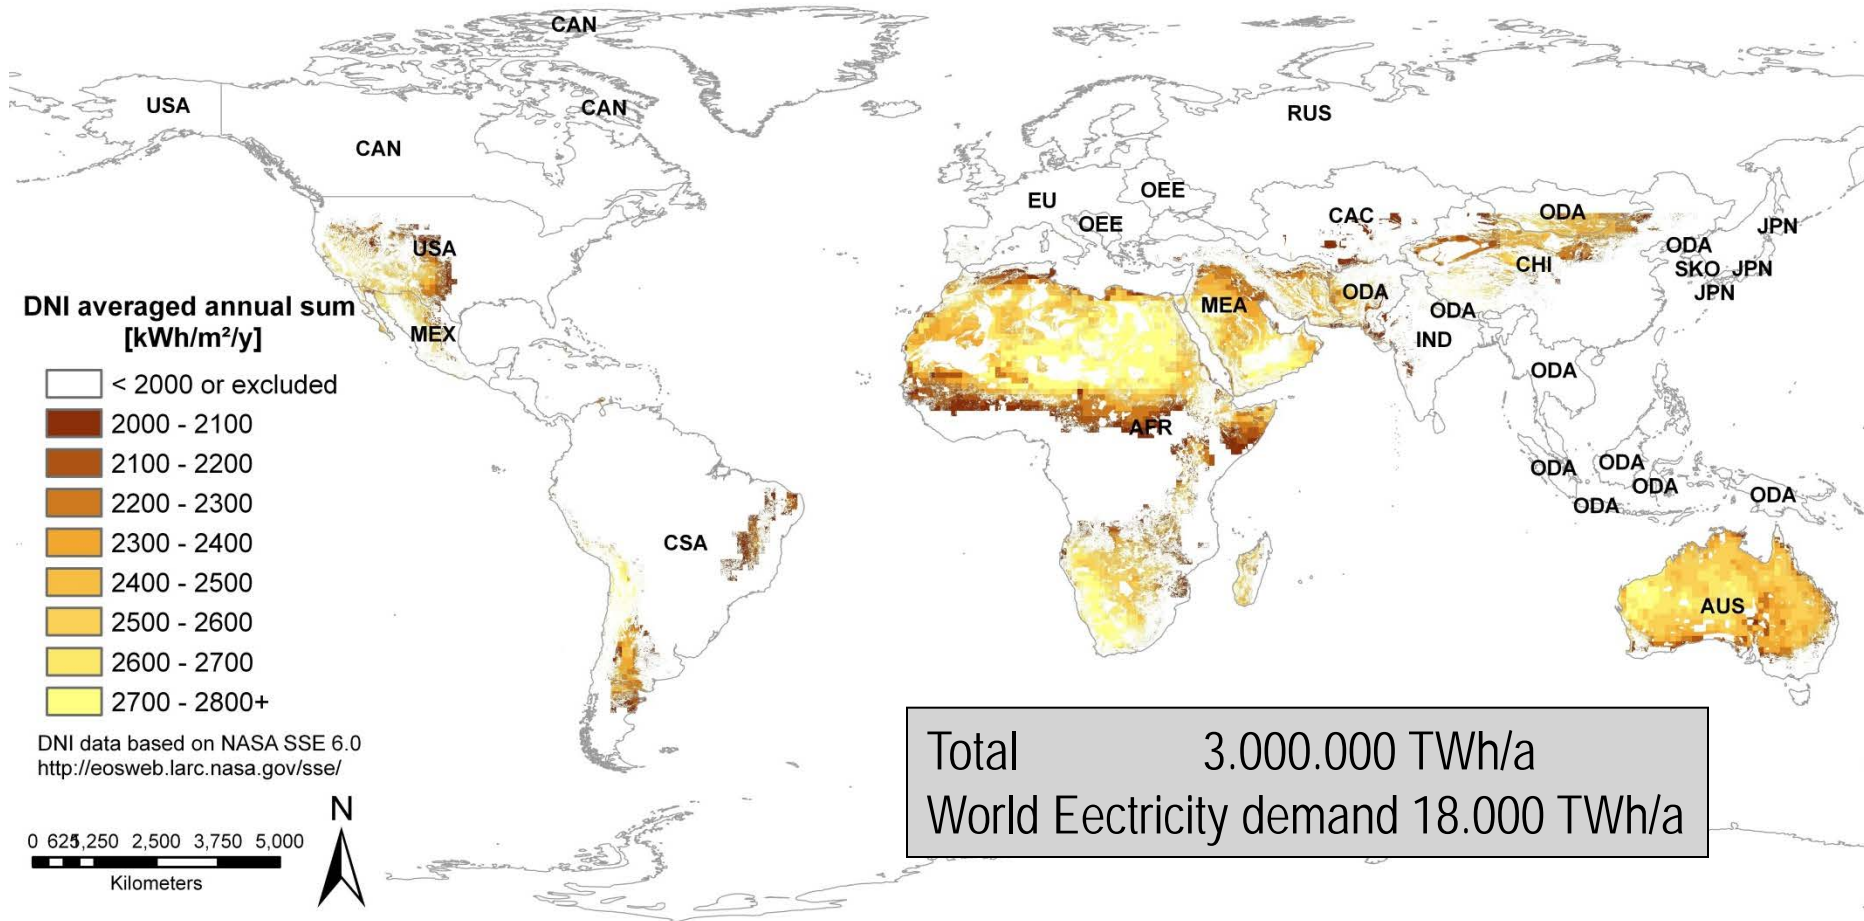 CAN
USA
CAN
CAN
RUS
EU
OEE
OEE
CAC
ODA
JPN
USA
ODA
CHI
SKO
JPN
JPN
MEX
MEA
ODA
ODA
IND
ODA
AFR
CSA
ODA
ODA
ODA
ODA
ODA
AUS
DNI averaged annual sum
[kWh/m²/y]
< 2000 or excluded
2000 - 2100
2100 - 2200
2200 - 2300
2300 - 2400
2400 - 2500
2500 - 2600
2600 - 2700
2700 - 2800+
DNI data based on NASA SSE 6.0
http://eosweb.larc.nasa.gov/sse/
N
0 625 1,250 2,500 3,750 5,000
Kilometers
Total 3.000.000 TWh/a
World Eectricity demand 18.000 TWh/a